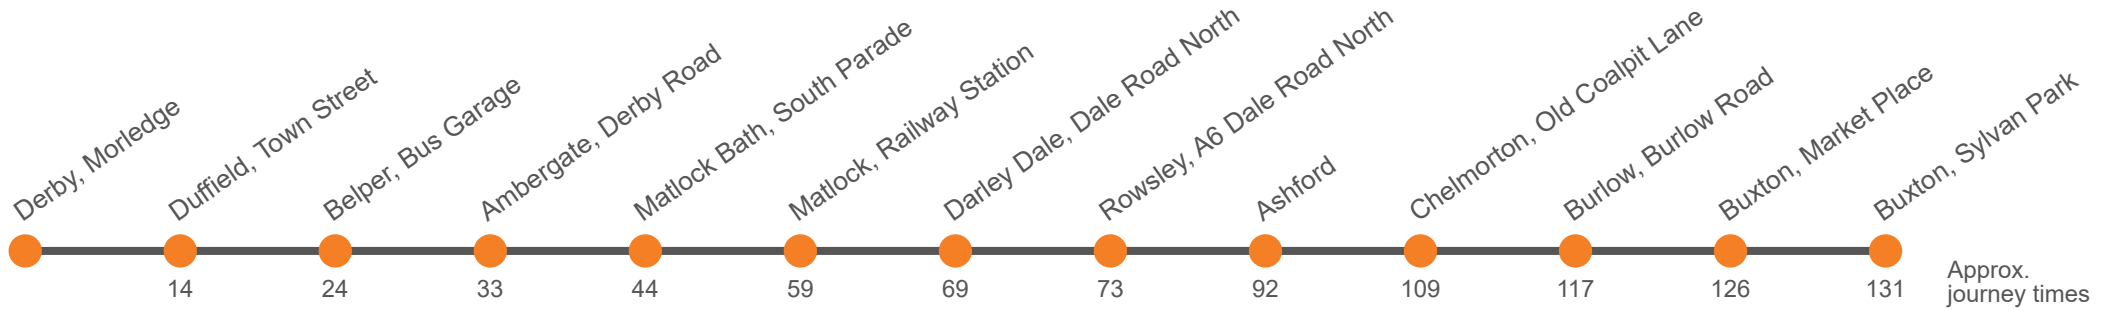 Derby, Morledge
Duffield, Town Street
Belper, Bus Garage
Ambergate, Derby Road
Matlock Bath, South Parade
Matlock, Railway Station
Darley Dale, Dale Road North
Rowsley, A6 Dale Road North
Ashford
Chelmorton, Old Coalpit Lane
Burlow, Burlow Road
Buxton, Market Place
Buxton, Sylvan Park
14
24
33
44
59
69
73
92
109
117
126
131
Approx.
journey times